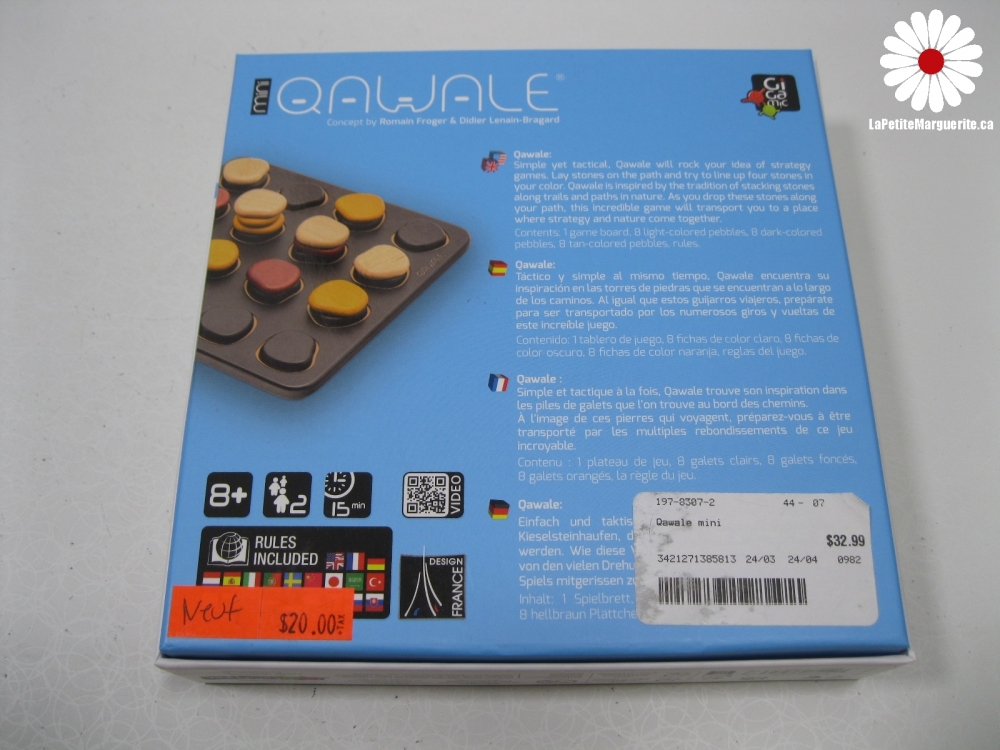 LaPetiteMarguerite.ca
mini QAWALE®
Concept by Romain Froger & Didier Lenain-Bragard
GiGaMic
Qawale:
Simple yet tactical, Qawale will rock your idea of strategy
games. Lay stones on the path and try to line up four stones in
your color. Qawale is inspired by the tradition of stacking stones
along trails and paths in nature. As you drop these stones along
your path, this incredible game will transport you to a place
where strategy and nature come together.
Contents: 1 game board, 8 light-colored pebbles, 8 dark-colored
pebbles, 8 tan-colored pebbles, rules.
Qawale:
Táctico y simple al mismo tiempo, Qawale encuentra su
inspiración en las torres de piedras que se encuentran a lo largo
de los caminos. Al igual que estos guijarros viajeros, prepárate
para ser transportado por los numerosos giros y vueltas de
este increíble juego.
Contenido: 1 tablero de juego, 8 fichas de color claro, 8 fichas de
color oscuro, 8 fichas de color naranja, reglas del juego.
Qawale :
Simple et tactique à la fois, Qawale trouve son inspiration dans
les piles de galets que l'on trouve au bord des chemins.
À l'image de ces pierres qui voyagent, préparez-vous à être
transporté par les multiples rebondissements de ce jeu
incroyable.
Contenu : 1 plateau de jeu, 8 galets clairs, 8 galets foncés,
8 galets orangés, la règle du jeu.
Qawale:
Einfach und taktis
Kieselsteinhaufen, d
werden. Wie diese
von den vielen Drehu
Spiels mitgerissen zu
Inhalt: 1 Spielbrett,
8 hellbraun Plättche
8+
2
15 min
VIDEO
RULES
INCLUDED
DESIGN
FRANCE
Neuf
$20.00+TAX
197-8307-2 44 - 07
Qawale mini
$32.99
3421271385813 24/03 24/04 0982